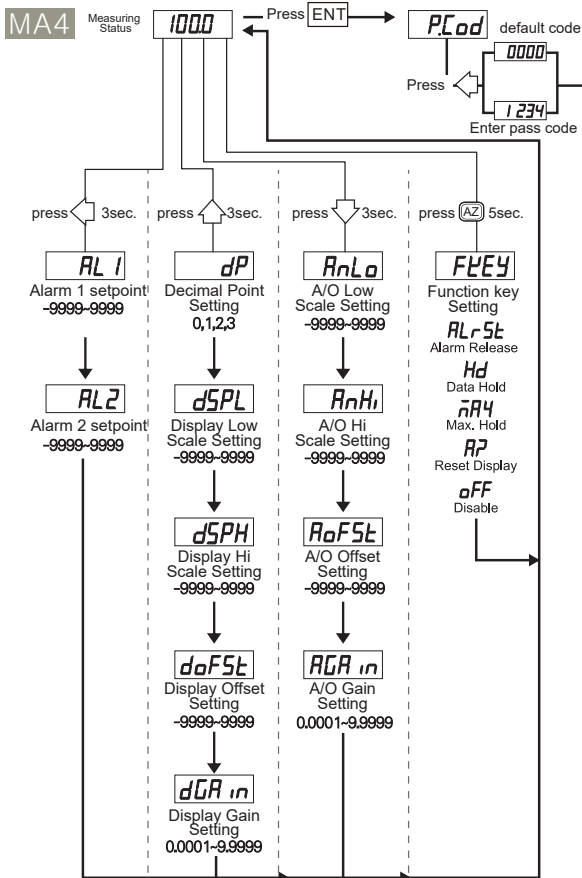 MA4
Measuring
Status
100.0
Press ENT
P.Cod
default code
0000
Press
1234
Enter pass code
press 3sec.
AL1
Alarm 1 setpoint
-9999~9999
AL2
Alarm 2 setpoint
-9999~9999
press 3sec.
dP
Decimal Point
Setting
0,1,2,3
dSPL
Display Low
Scale Setting
-9999~9999
dSPH
Display Hi
Scale Setting
-9999~9999
doFSt
Display Offset
Setting
-9999~9999
dGAin
Display Gain
Setting
0.0001~9.9999
press 3sec.
AnLo
A/O Low
Scale Setting
-9999~9999
AnHi
A/O Hi
Scale Setting
-9999~9999
AoFSt
A/O Offset
Setting
-9999~9999
AGAin
A/O Gain
Setting
0.0001~9.9999
press AZ 5sec.
FKEY
Function key
Setting
ALrSt
Alarm Release
Hd
Data Hold
Max. Hold
Reset Display
oFF
Disable